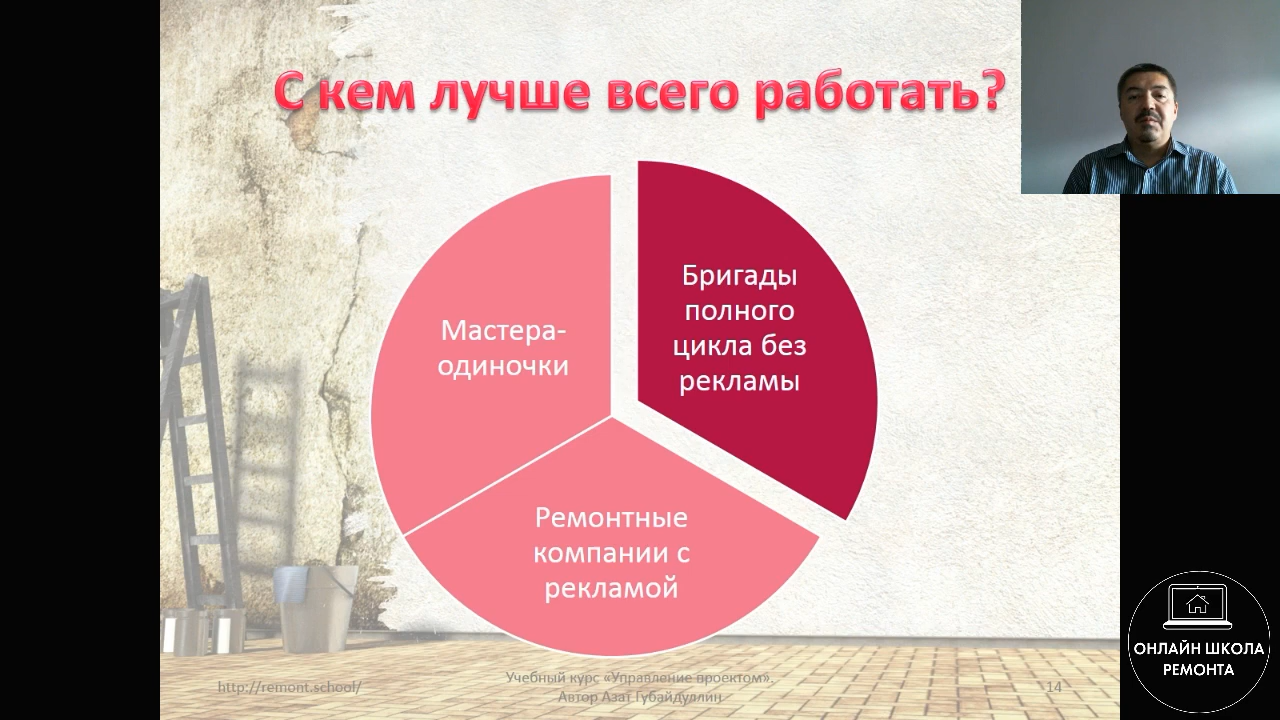 С кем лучше всего работать?
Бригады
полного
цикла без
рекламы
Мастера-
одиночки
Ремонтные
компании с
рекламой
http://remont.school/
Учебный курс «Управление проектом».
Автор Азат Губайдуллин
14
ОНЛАЙН ШКОЛА
РЕМОНТА